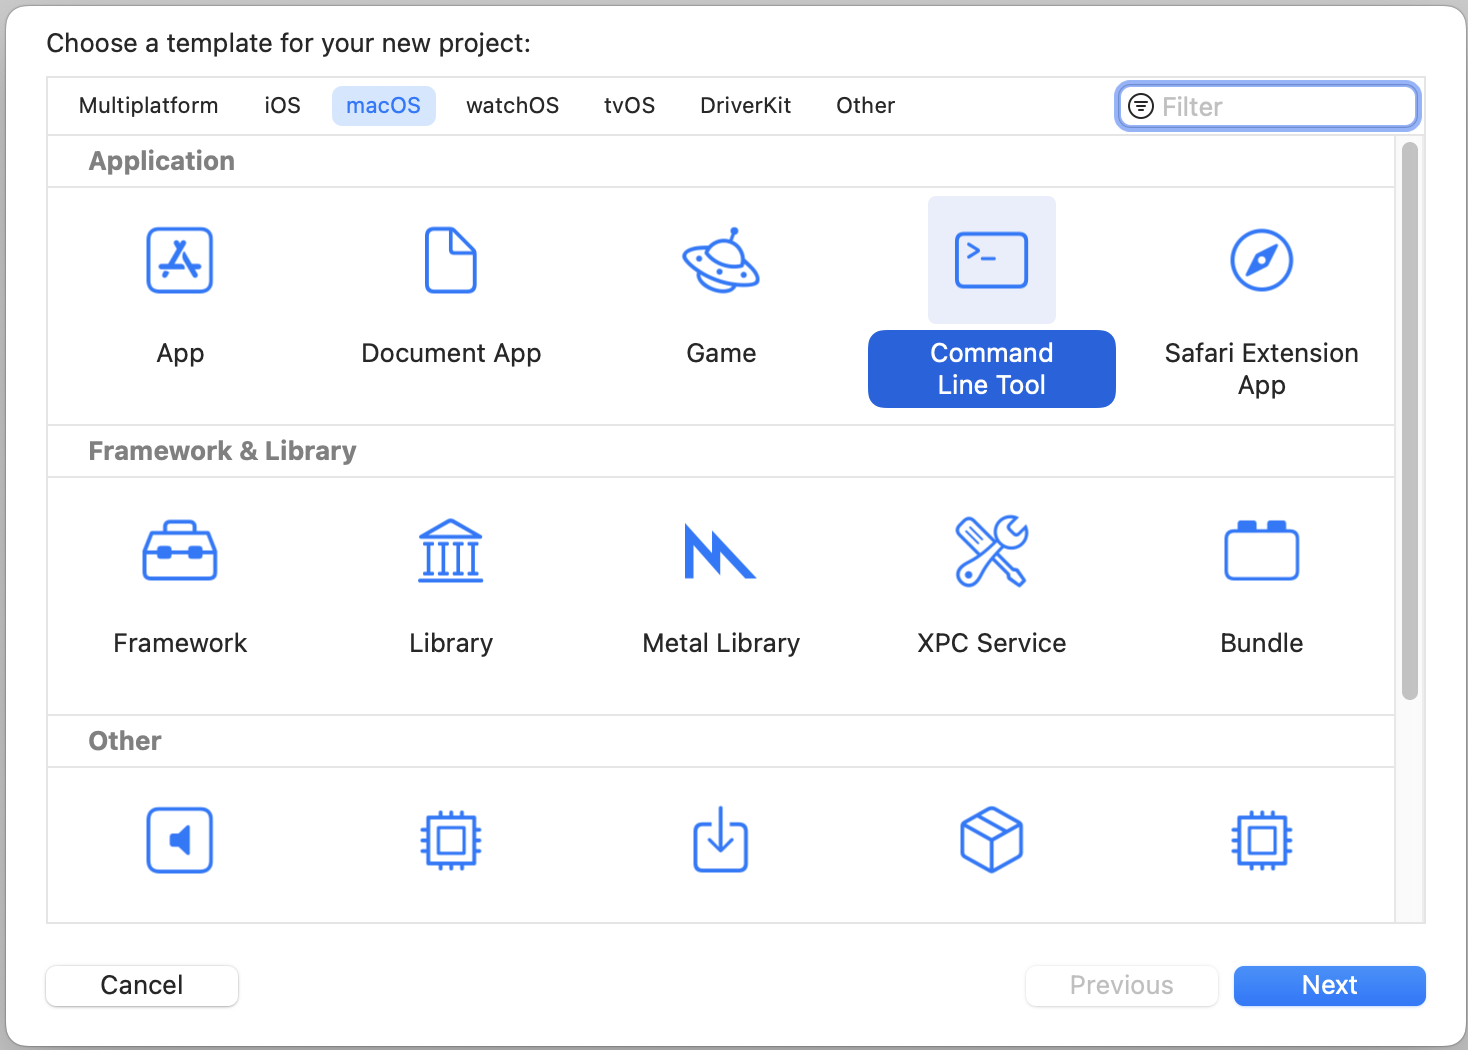 Choose a template for your new project:
Multiplatform iOS macOS watchOS tvOS DriverKit Other Filter
Application
App Document App Game Command Line Tool Safari Extension App
Framework & Library
Framework Library Metal Library XPC Service Bundle
Other
Cancel Previous Next